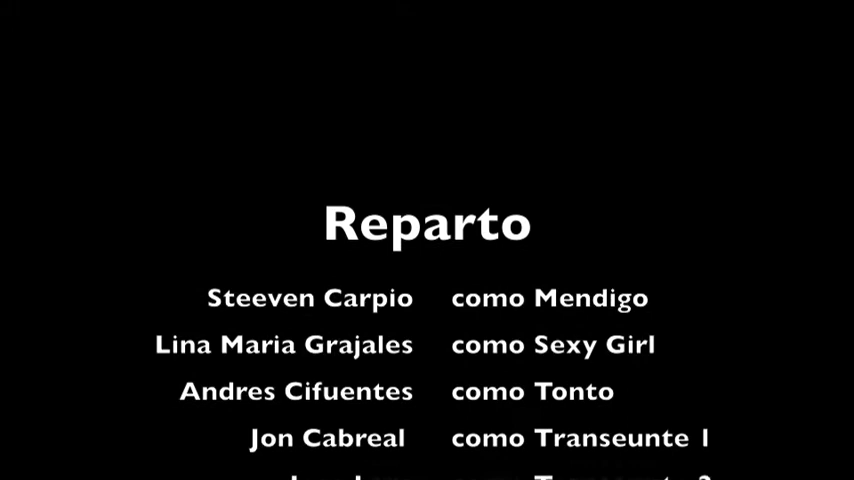 Reparto
Steeven Carpio como Mendigo
Lina Maria Grajales como Sexy Girl
Andres Cifuentes como Tonto
Jon Cabreal como Transeunte 1